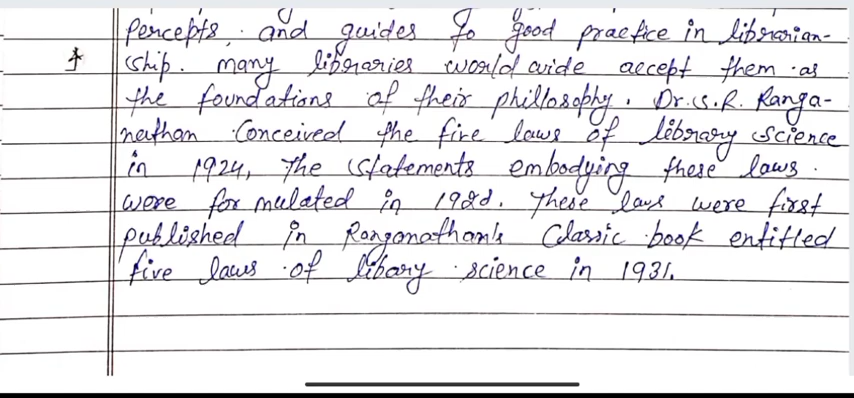 percepts and guides to good practice in librarian-
ship. many libraries world wide accept them as
the foundations of their phillosophy. Dr. S.R. Ranga-
nathan conceived the five laws of library science
in 1924, The statements embodying these laws.
were for mulated in 1928. These laws were first
published in Ranganathan's Classic book entitled
five laws of libary science in 1931.